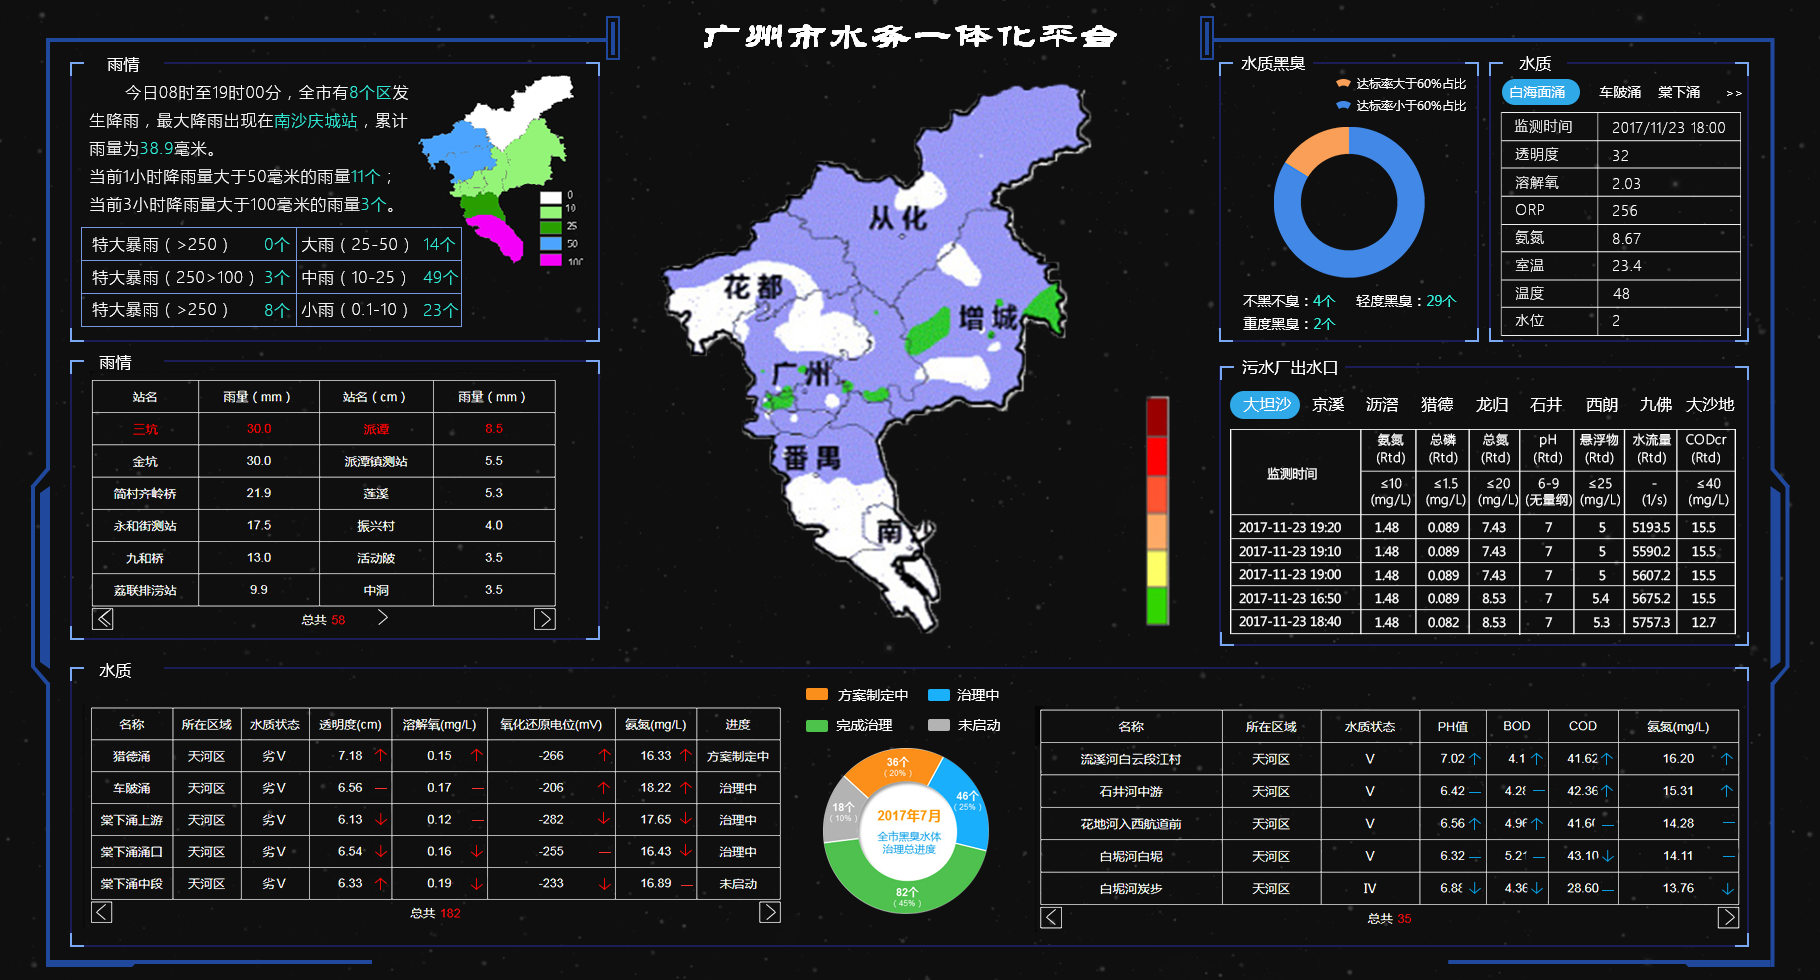 广州市水务一体化平台
雨情
今日08时至19时00分，全市有8个区发
生降雨，最大降雨出现在南沙庆城站，累计
雨量为38.9毫米。
当前1小时降雨量大于50毫米的雨量11个；
当前3小时降雨量大于100毫米的雨量3个。
特大暴雨（>250） 0个 大雨（25-50） 14个
特大暴雨（250>100）3个 中雨（10-25） 49个
特大暴雨（>250） 8个 小雨（0.1-10） 23个
0
10
25
50
100
雨情
站名 雨量（mm） 站名（cm） 雨量（mm）
三坑 30.0 派潭 8.5
金坑 30.0 派潭镇测站 5.5
简村齐岭桥 21.9 莲溪 5.3
永和街测站 17.5 振兴村 4.0
九和桥 13.0 活动陂 3.5
荔联排涝站 9.9 中洞 3.5
总共 58
从化
花都
增城
广州
番禺
南
水质黑臭
达标率大于60%占比
达标率小于60%占比
不黑不臭：4个 轻度黑臭：29个
重度黑臭：2个
水质
白海面涌 车陂涌 棠下涌 >>
监测时间 2017/11/23 18:00
透明度 32
溶解氧 2.03
ORP 256
氨氮 8.67
室温 23.4
温度 48
水位 2
污水厂出水口
大坦沙 京溪 沥滘 猎德 龙归 石井 西朗 九佛 大沙地
监测时间 氨氮(Rtd) 总磷(Rtd) 总氮(Rtd) pH(Rtd) 悬浮物(Rtd) 水流量(Rtd) CODcr(Rtd)
≤10(mg/L) ≤1.5(mg/L) ≤20(mg/L) 6-9(无量纲) ≤25(mg/L) -(1/s) ≤40(mg/L)
2017-11-23 19:20 1.48 0.089 7.43 7 5 5193.5 15.5
2017-11-23 19:10 1.48 0.089 7.43 7 5 5590.2 15.5
2017-11-23 19:00 1.48 0.089 7.43 7 5 5607.2 15.5
2017-11-23 16:50 1.48 0.089 8.53 7 5.4 5675.2 15.5
2017-11-23 18:40 1.48 0.082 8.53 7 5.3 5757.3 12.7
水质
名称 所在区域 水质状态 透明度(cm) 溶解氧(mg/L) 氧化还原电位(mV) 氨氮(mg/L) 进度
猎德涌 天河区 劣V 7.18 ↑ 0.15 ↑ -266 ↑ 16.33 ↑ 方案制定中
车陂涌 天河区 劣V 6.56 — 0.17 — -206 ↑ 18.22 ↑ 治理中
棠下涌上游 天河区 劣V 6.13 ↓ 0.12 — -282 ↓ 17.65 ↓ 治理中
棠下涌涌口 天河区 劣V 6.54 ↓ 0.16 ↓ -255 — 16.43 ↓ 治理中
棠下涌中段 天河区 劣V 6.33 ↑ 0.19 ↓ -233 ↓ 16.89 — 未启动
总共 182
方案制定中 治理中
完成治理 未启动
36个
（20%）
46个
（25%）
18个
（10%）
2017年7月
全市黑臭水体
治理总进度
82个
（45%）
名称 所在区域 水质状态 PH值 BOD COD 氨氮(mg/L)
流溪河白云段江村 天河区 V 7.02 ↑ 4.1 ↑ 41.62 ↑ 16.20 ↑
石井河中游 天河区 V 6.42 — 4.28 — 42.36 ↑ 15.31 ↑
花地河入西航道前 天河区 V 6.56 ↑ 4.96 ↑ 41.60 — 14.28 —
白坭河白坭 天河区 V 6.32 — 5.21 — 43.10 ↓ 14.11 —
白坭河炭步 天河区 IV 6.88 ↓ 4.36 ↓ 28.60 — 13.76 ↓
总共 35